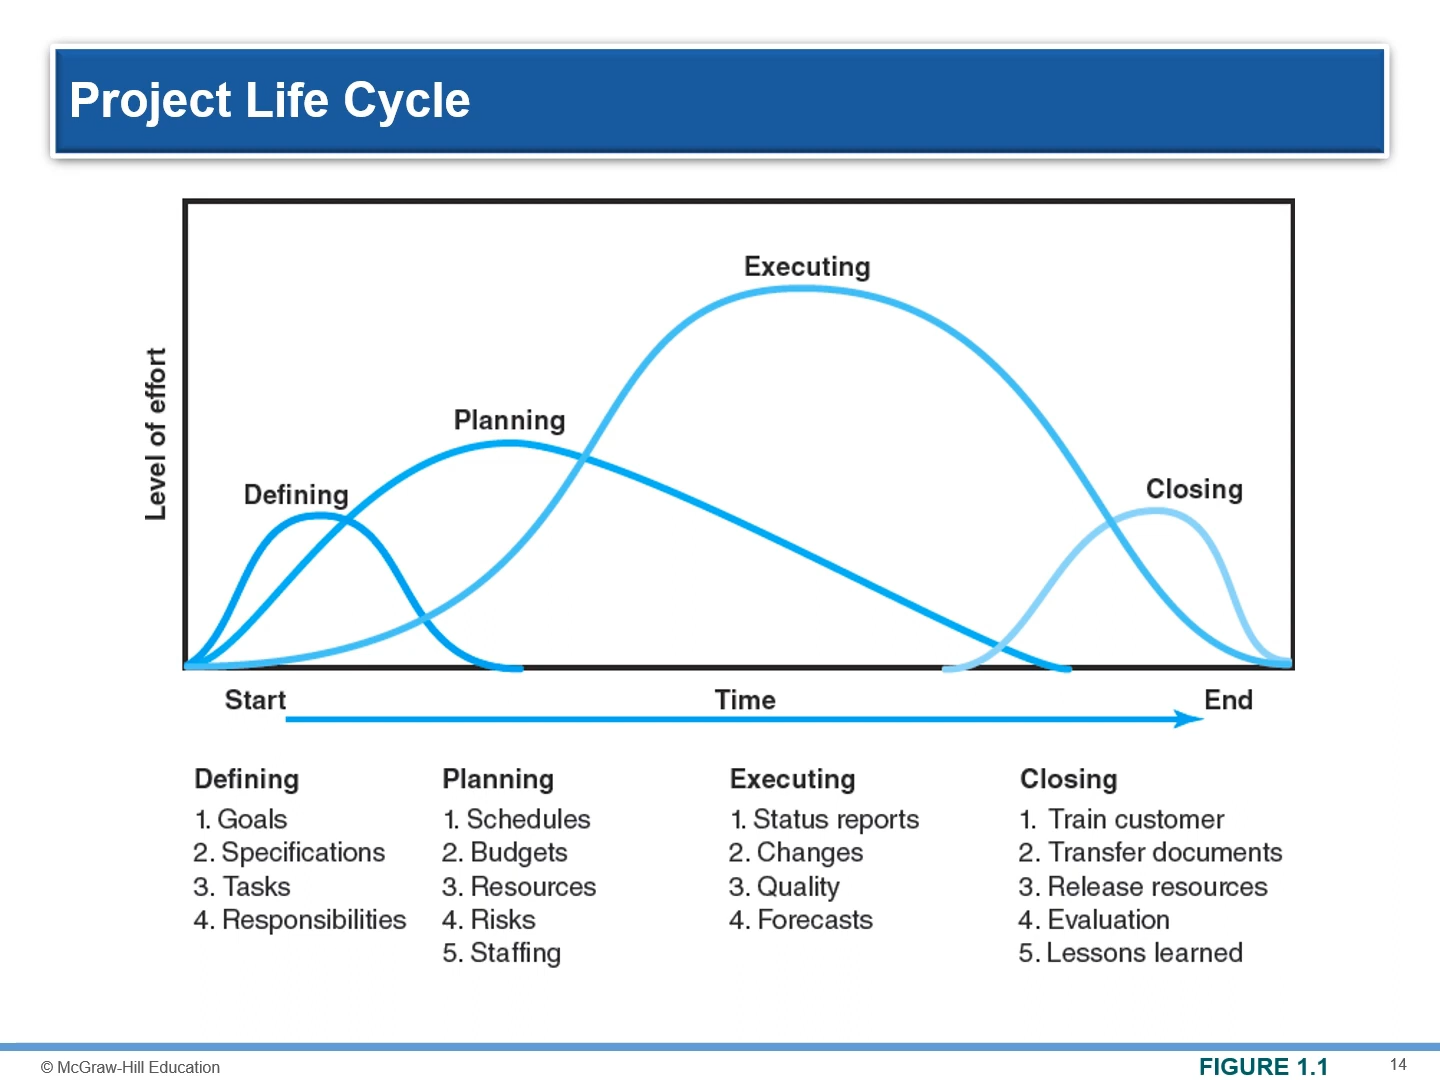 Project Life Cycle
Executing
Planning
Defining
Closing
Level of effort
Start
Time
End
Defining
1. Goals
2. Specifications
3. Tasks
4. Responsibilities
Planning
1. Schedules
2. Budgets
3. Resources
4. Risks
5. Staffing
Executing
1. Status reports
2. Changes
3. Quality
4. Forecasts
Closing
1. Train customer
2. Transfer documents
3. Release resources
4. Evaluation
5. Lessons learned
© McGraw-Hill Education
FIGURE 1.1
14